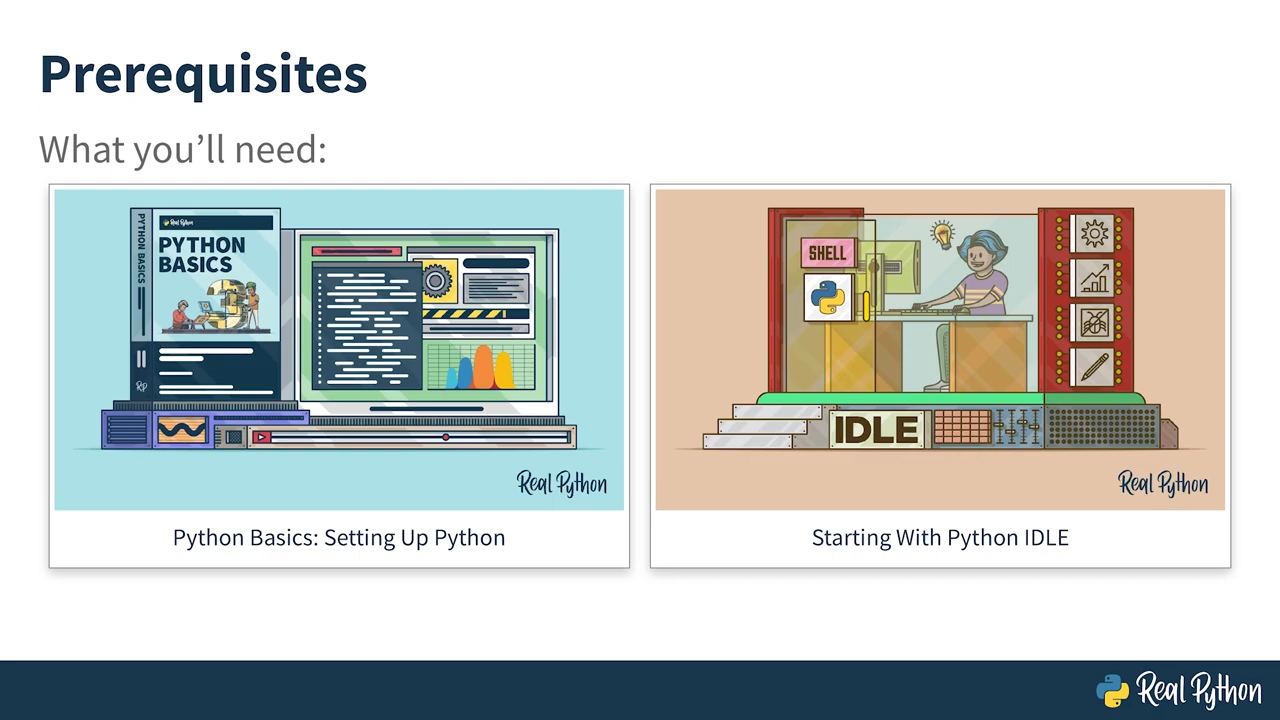 Prerequisites
What you’ll need:
PYTHON BASICS
Real Python
PYTHON
BASICS
RP
Real Python
Python Basics: Setting Up Python
SHELL
IDLE
Real Python
Starting With Python IDLE
Real Python